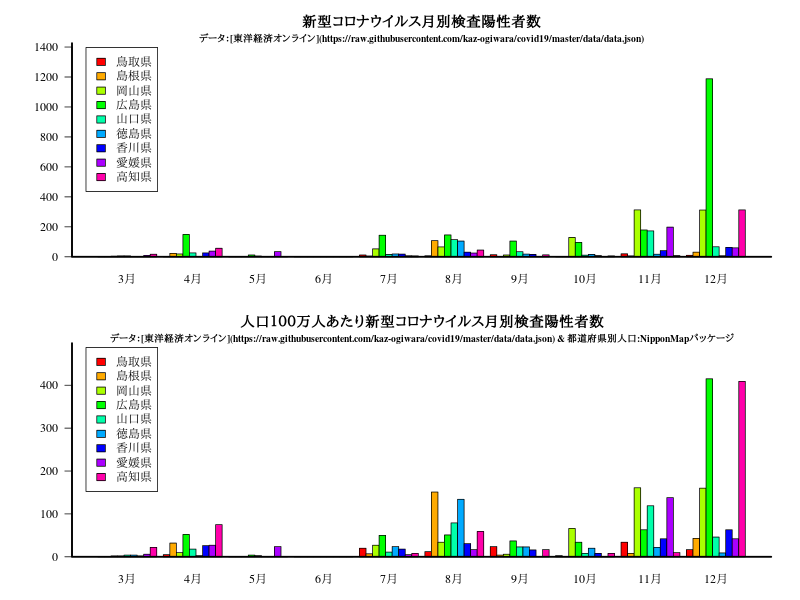 新型コロナウイルス月別検査陽性者数
データ：[東洋経済オンライン](https://raw.githubusercontent.com/kaz-ogiwara/covid19/master/data/data.json)
1400
1200
1000
800
600
400
200
0
鳥取県
島根県
岡山県
広島県
山口県
徳島県
香川県
愛媛県
高知県
3月 4月 5月 6月 7月 8月 9月 10月 11月 12月
人口100万人あたり新型コロナウイルス月別検査陽性者数
データ：[東洋経済オンライン](https://raw.githubusercontent.com/kaz-ogiwara/covid19/master/data/data.json) & 都道府県別人口:NipponMapパッケージ
400
300
200
100
0
鳥取県
島根県
岡山県
広島県
山口県
徳島県
香川県
愛媛県
高知県
3月 4月 5月 6月 7月 8月 9月 10月 11月 12月